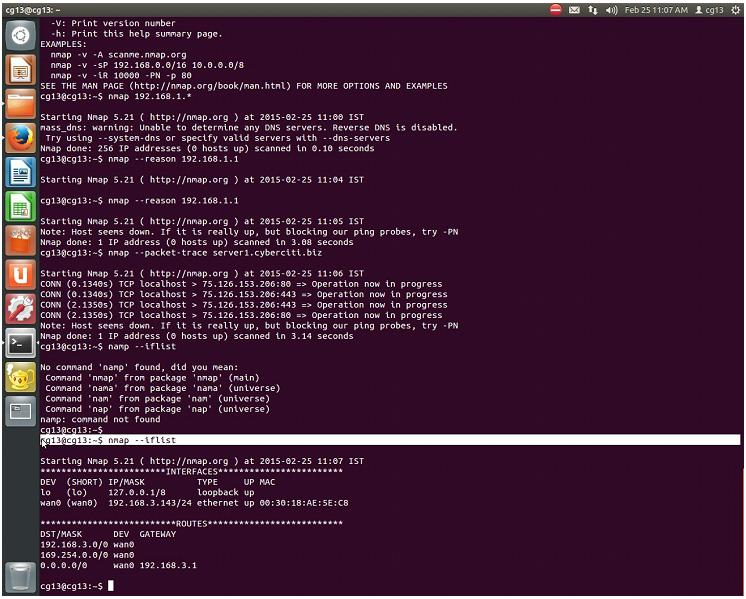 cg13@cg13: ~
Feb 25 11:07 AM cg13
-V: Print version number
-h: Print this help summary page.
EXAMPLES:
nmap -v -A scanme.nmap.org
nmap -v -sP 192.168.0.0/16 10.0.0.0/8
nmap -v -iR 10000 -PN -p 80
SEE THE MAN PAGE (http://nmap.org/book/man.html) FOR MORE OPTIONS AND EXAMPLES
cg13@cg13:~$ nmap 192.168.1.*
Starting Nmap 5.21 ( http://nmap.org ) at 2015-02-25 11:00 IST
mass_dns: warning: Unable to determine any DNS servers. Reverse DNS is disabled.
Try using --system-dns or specify valid servers with --dns-servers
Nmap done: 256 IP addresses (0 hosts up) scanned in 0.10 seconds
cg13@cg13:~$ nmap --reason 192.168.1.1
Starting Nmap 5.21 ( http://nmap.org ) at 2015-02-25 11:04 IST
cg13@cg13:~$ nmap --reason 192.168.1.1
Starting Nmap 5.21 ( http://nmap.org ) at 2015-02-25 11:05 IST
Note: Host seems down. If it is really up, but blocking our ping probes, try -PN
Nmap done: 1 IP address (0 hosts up) scanned in 3.08 seconds
cg13@cg13:~$ nmap --packet-trace server1.cyberciti.biz
Starting Nmap 5.21 ( http://nmap.org ) at 2015-02-25 11:06 IST
CONN (0.1340s) TCP localhost > 75.126.153.206:80 => Operation now in progress
CONN (0.1340s) TCP localhost > 75.126.153.206:443 => Operation now in progress
CONN (2.1350s) TCP localhost > 75.126.153.206:443 => Operation now in progress
CONN (2.1350s) TCP localhost > 75.126.153.206:80 => Operation now in progress
Note: Host seems down. If it is really up, but blocking our ping probes, try -PN
Nmap done: 1 IP address (0 hosts up) scanned in 3.14 seconds
cg13@cg13:~$ namp --iflist
No command 'namp' found, did you mean:
Command 'nmap' from package 'nmap' (main)
Command 'nama' from package 'nama' (universe)
Command 'nam' from package 'nam' (universe)
Command 'nap' from package 'nap' (universe)
namp: command not found
cg13@cg13:~$
cg13@cg13:~$ nmap --iflist
Starting Nmap 5.21 ( http://nmap.org ) at 2015-02-25 11:07 IST
************************INTERFACES************************
DEV (SHORT) IP/MASK TYPE UP MAC
lo (lo) 127.0.0.1/8 loopback up
wan0 (wan0) 192.168.3.143/24 ethernet up 00:30:18:AE:5E:C8
**************************ROUTES**************************
DST/MASK DEV GATEWAY
192.168.3.0/0 wan0
169.254.0.0/0 wan0
0.0.0.0/0 wan0 192.168.3.1
cg13@cg13:~$